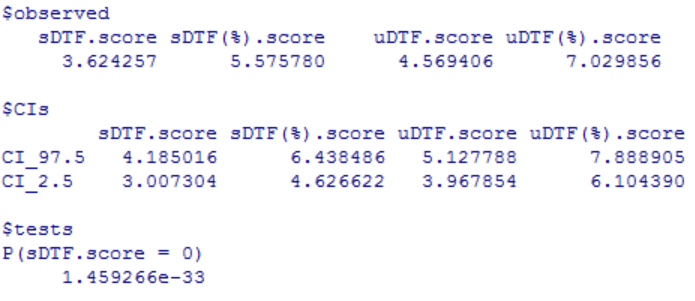 $observed
sDTF.score sDTF(%).score uDTF.score uDTF(%).score
3.624257 5.575780 4.569406 7.029856
$CIs
sDTF.score sDTF(%).score uDTF.score uDTF(%).score
CI_97.5 4.185016 6.438486 5.127788 7.888905
CI_2.5 3.007304 4.626622 3.967854 6.104390
$tests
P(sDTF.score = 0)
1.459266e-33